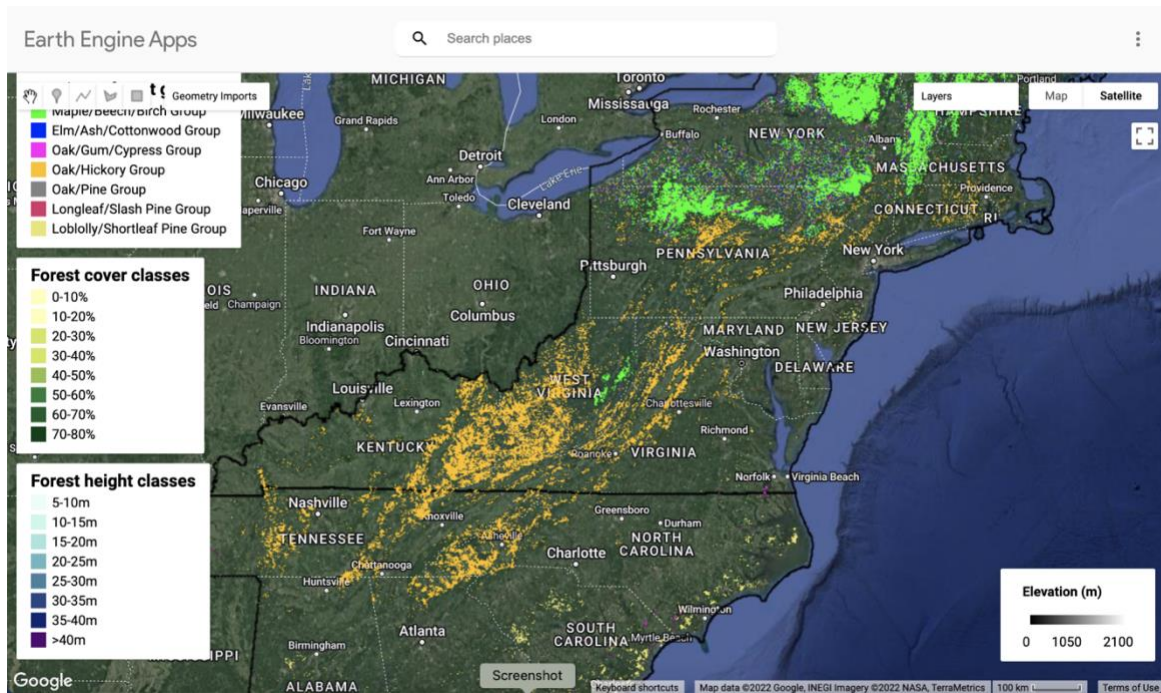 Earth Engine Apps
Search places
Geometry Imports
Layers
Map
Satellite
Maple/Beech/Birch Group
Elm/Ash/Cottonwood Group
Oak/Gum/Cypress Group
Oak/Hickory Group
Oak/Pine Group
Longleaf/Slash Pine Group
Loblolly/Shortleaf Pine Group
Forest cover classes
0-10%
10-20%
20-30%
30-40%
40-50%
50-60%
60-70%
70-80%
Forest height classes
5-10m
10-15m
15-20m
20-25m
25-30m
30-35m
35-40m
>40m
MICHIGAN
Toronto
Portland
Mississauga
Rochester
Milwaukee
Grand Rapids
London
Buffalo
NEW YORK
Alban
HAMPSHIRE
Detroit
Ann Arbor
Lake Erie
MASSACHUSETTS
Chicago
Toledo
Cleveland
Providence
Naperville
CONNECTICUT
RI
Fort Wayne
PENNSYLVANIA
New York
Pittsburgh
OHIO
INDIANA
Champaign
Philadelphia
Columbus
Indianapolis
MARYLAND
NEW JERSEY
Bloomington
Cincinnati
Washington
DELAWARE
WEST
VIRGINIA
Louisville
Evansville
Lexington
Charlottesville
Richmond
KENTUCKY
Roanoke
VIRGINIA
Norfolk
Virginia Beach
Nashville
Greensboro
Knoxville
Durham
TENNESSEE
Asheville
NORTH
CAROLINA
Charlotte
Chattanooga
Huntsville
Wilmington
Atlanta
SOUTH
CAROLINA
Myrtle Beach
Birmingham
MISSISSIPPI
ALABAMA
Elevation (m)
0 1050 2100
Google
Screenshot
Keyboard shortcuts
Map data ©2022 Google, INEGI Imagery ©2022 NASA, TerraMetrics
100 km
Terms of Use